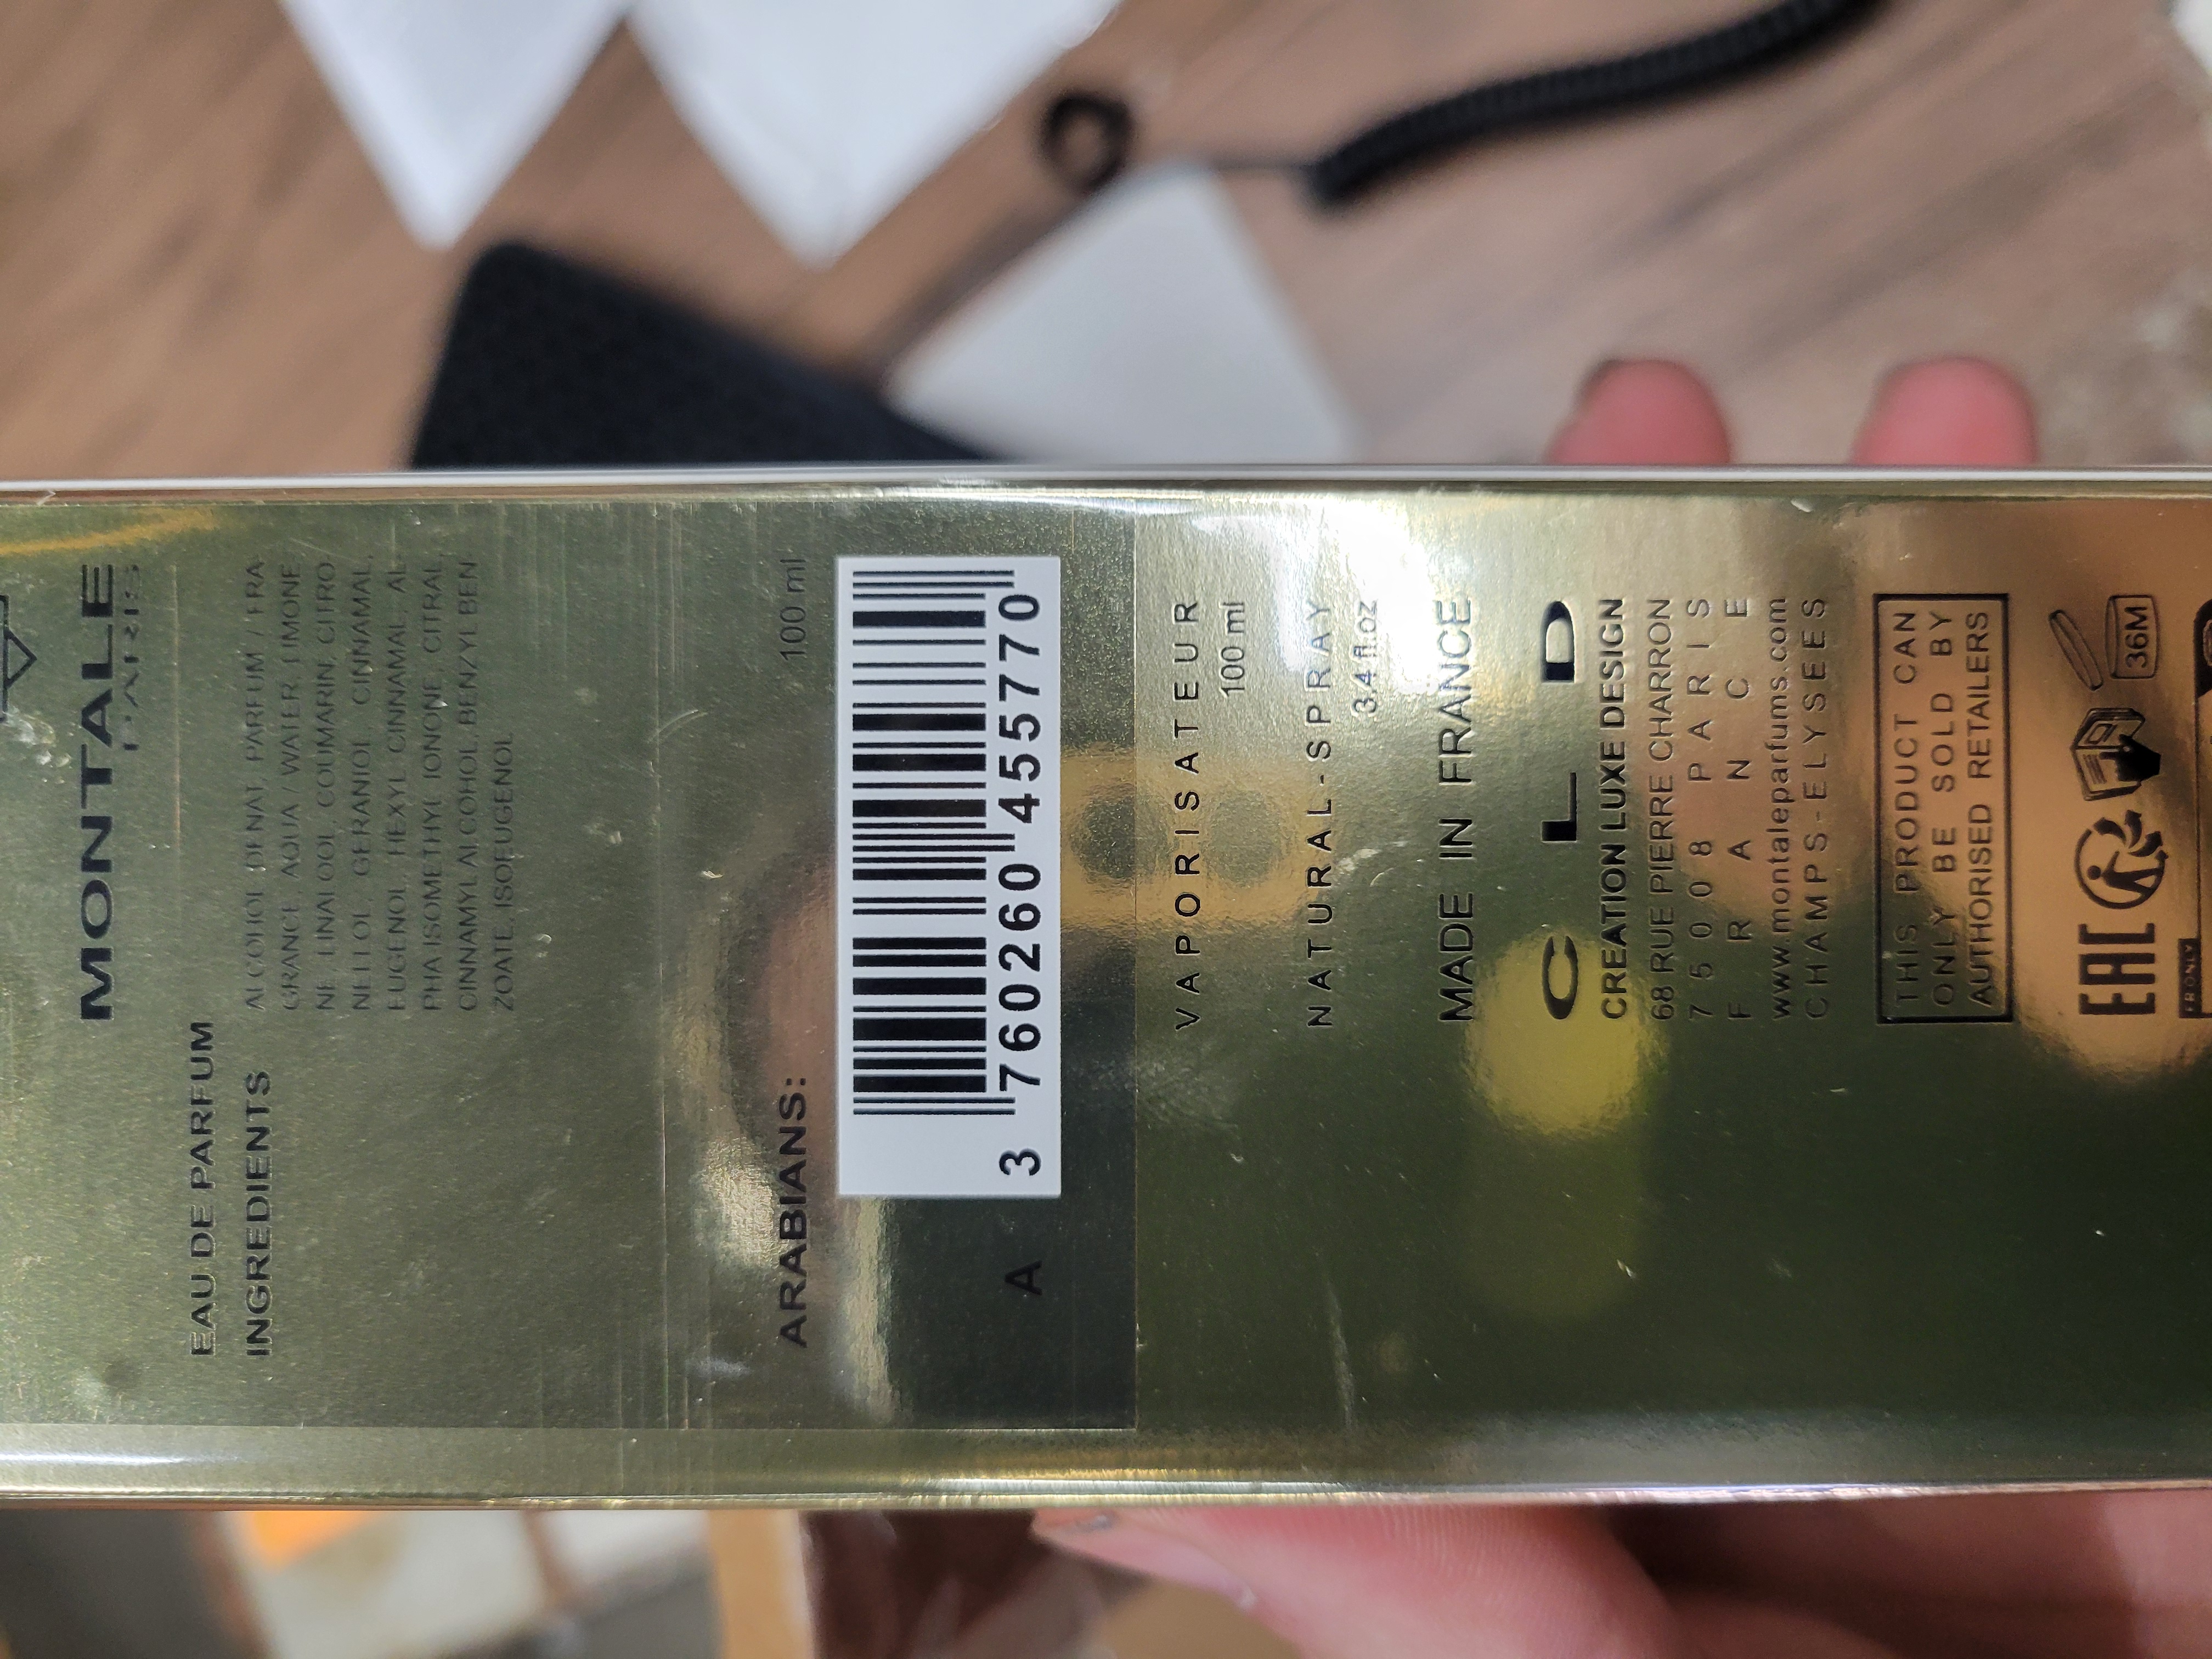 MONTALE
PARIS
EAU DE PARFUM
INGREDIENTS
ALCOHOL DENAT, PARFUM / FRA
GRANCE, AQUA / WATER, LIMONE
NE, LINALOOL, COUMARIN, CITRO
NELLOL, GERANIOL, CINNAMAL,
EUGENOL, HEXYL CINNAMAL, AL
PHA ISOMETHYL IONONE, CITRAL,
CINNAMYL ALCOHOL, BENZYL BEN
ZOATE, ISOEUGENOL
ARABIANS: 100 ml
A 3 760260 455770
VAPORISATEUR
100 ml
NATURAL-SPRAY
3.4 fl.oz
MADE IN FRANCE
C L D
CREATION LUXE DESIGN
68 RUE PIERRE CHARRON
75008 PARIS
FRANCE
www.montaleparfums.com
CHAMPS-ELYSEES
THIS PRODUCT CAN
ONLY BE SOLD BY
AUTHORISED RETAILERS
EAC 36M
FR ONLY